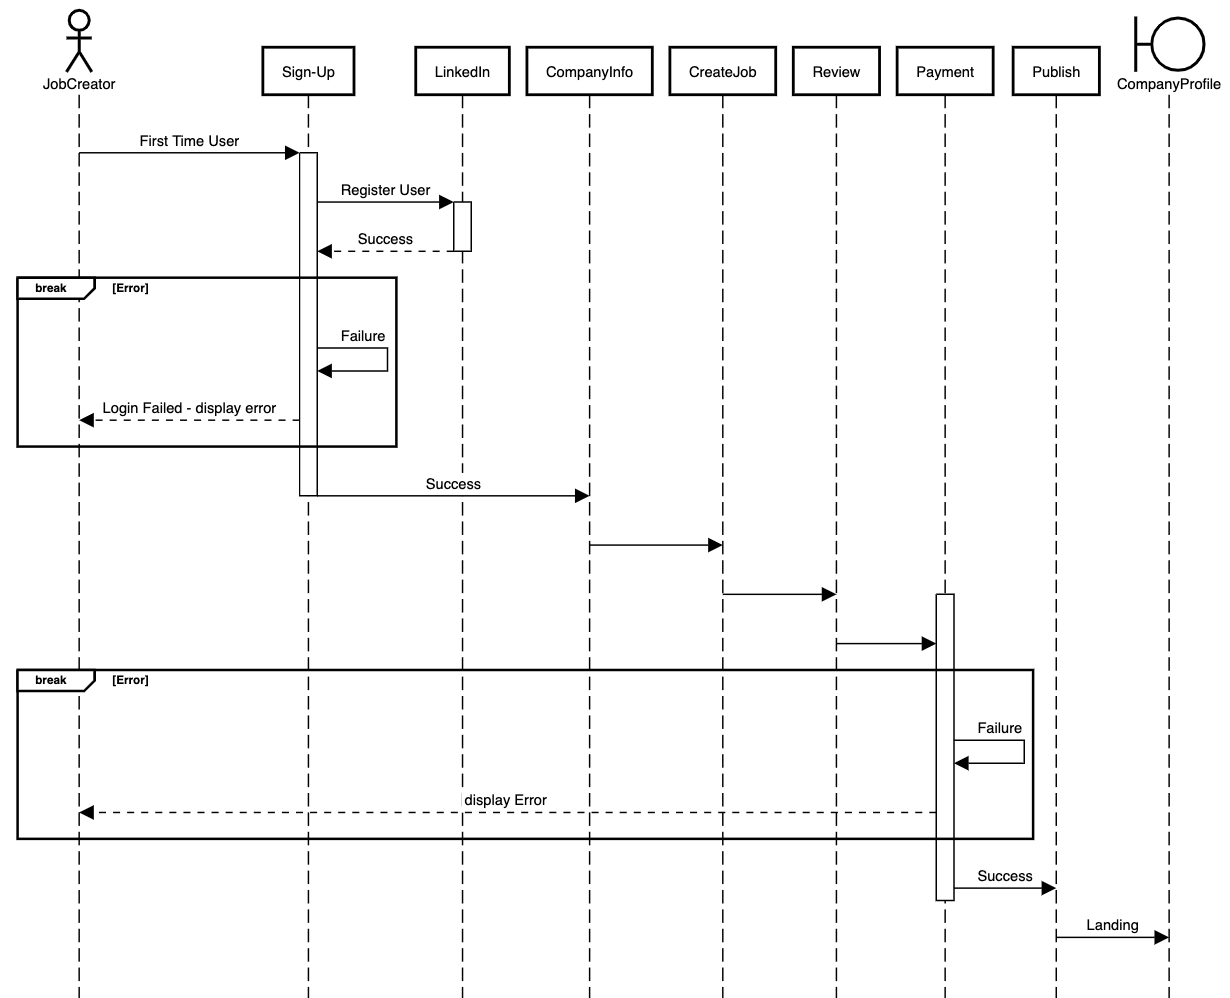 JobCreator
Sign-Up
LinkedIn
CompanyInfo
CreateJob
Review
Payment
Publish
CompanyProfile
First Time User
Register User
Success
break
[Error]
Failure
Login Failed - display error
Success
break
[Error]
Failure
display Error
Success
Landing